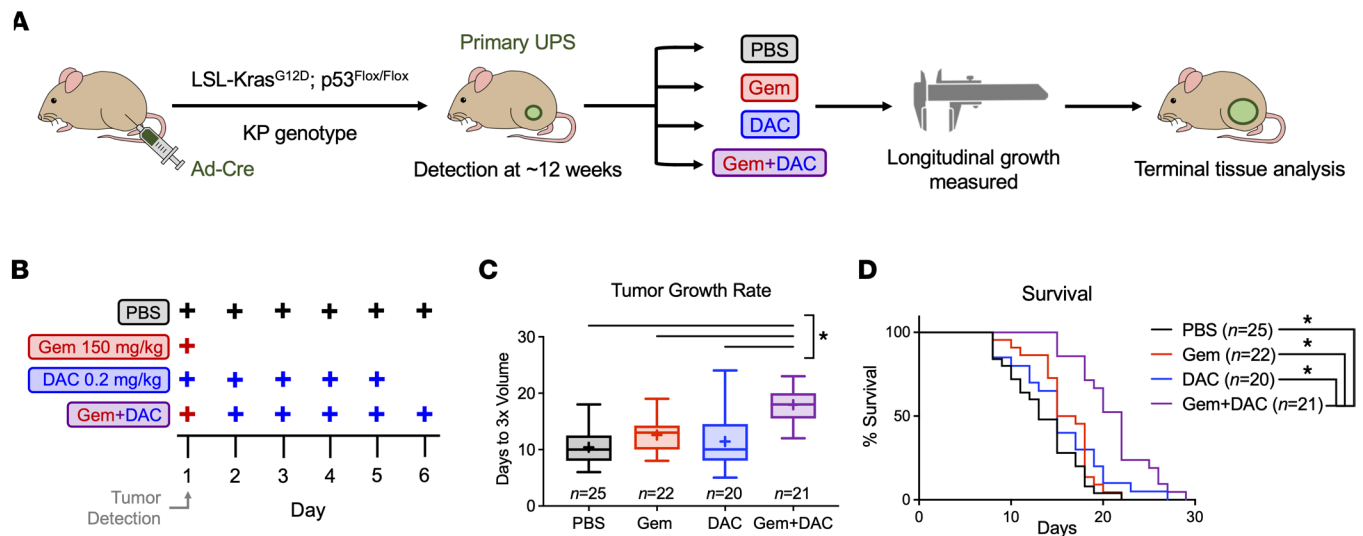 A
Primary UPS
LSL-KrasG12D; p53Flox/Flox
KP genotype
Ad-Cre
Detection at ~12 weeks
PBS
Gem
DAC
Gem+DAC
Longitudinal growth
measured
Terminal tissue analysis
B
PBS
Gem 150 mg/kg
DAC 0.2 mg/kg
Gem+DAC
1 2 3 4 5 6
Tumor
Detection
Day
C
Tumor Growth Rate
*
Days to 3x Volume
30
20
10
0
n=25 n=22 n=20 n=21
PBS Gem DAC Gem+DAC
D
Survival
% Survival
100
50
0
0 10 20 30
Days
PBS (n=25) *
Gem (n=22) *
DAC (n=20) *
Gem+DAC (n=21)